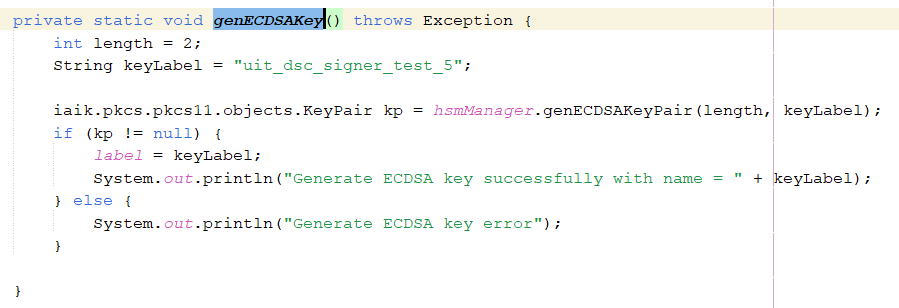 private static void genECDSAKey() throws Exception {
int length = 2;
String keyLabel = "uit_dsc_signer_test_5";
iaik.pkcs.pkcs11.objects.KeyPair kp = hsmManager.genECDSAKeyPair(length, keyLabel);
if (kp != null) {
label = keyLabel;
System.out.println("Generate ECDSA key successfully with name = " + keyLabel);
} else {
System.out.println("Generate ECDSA key error");
}
}